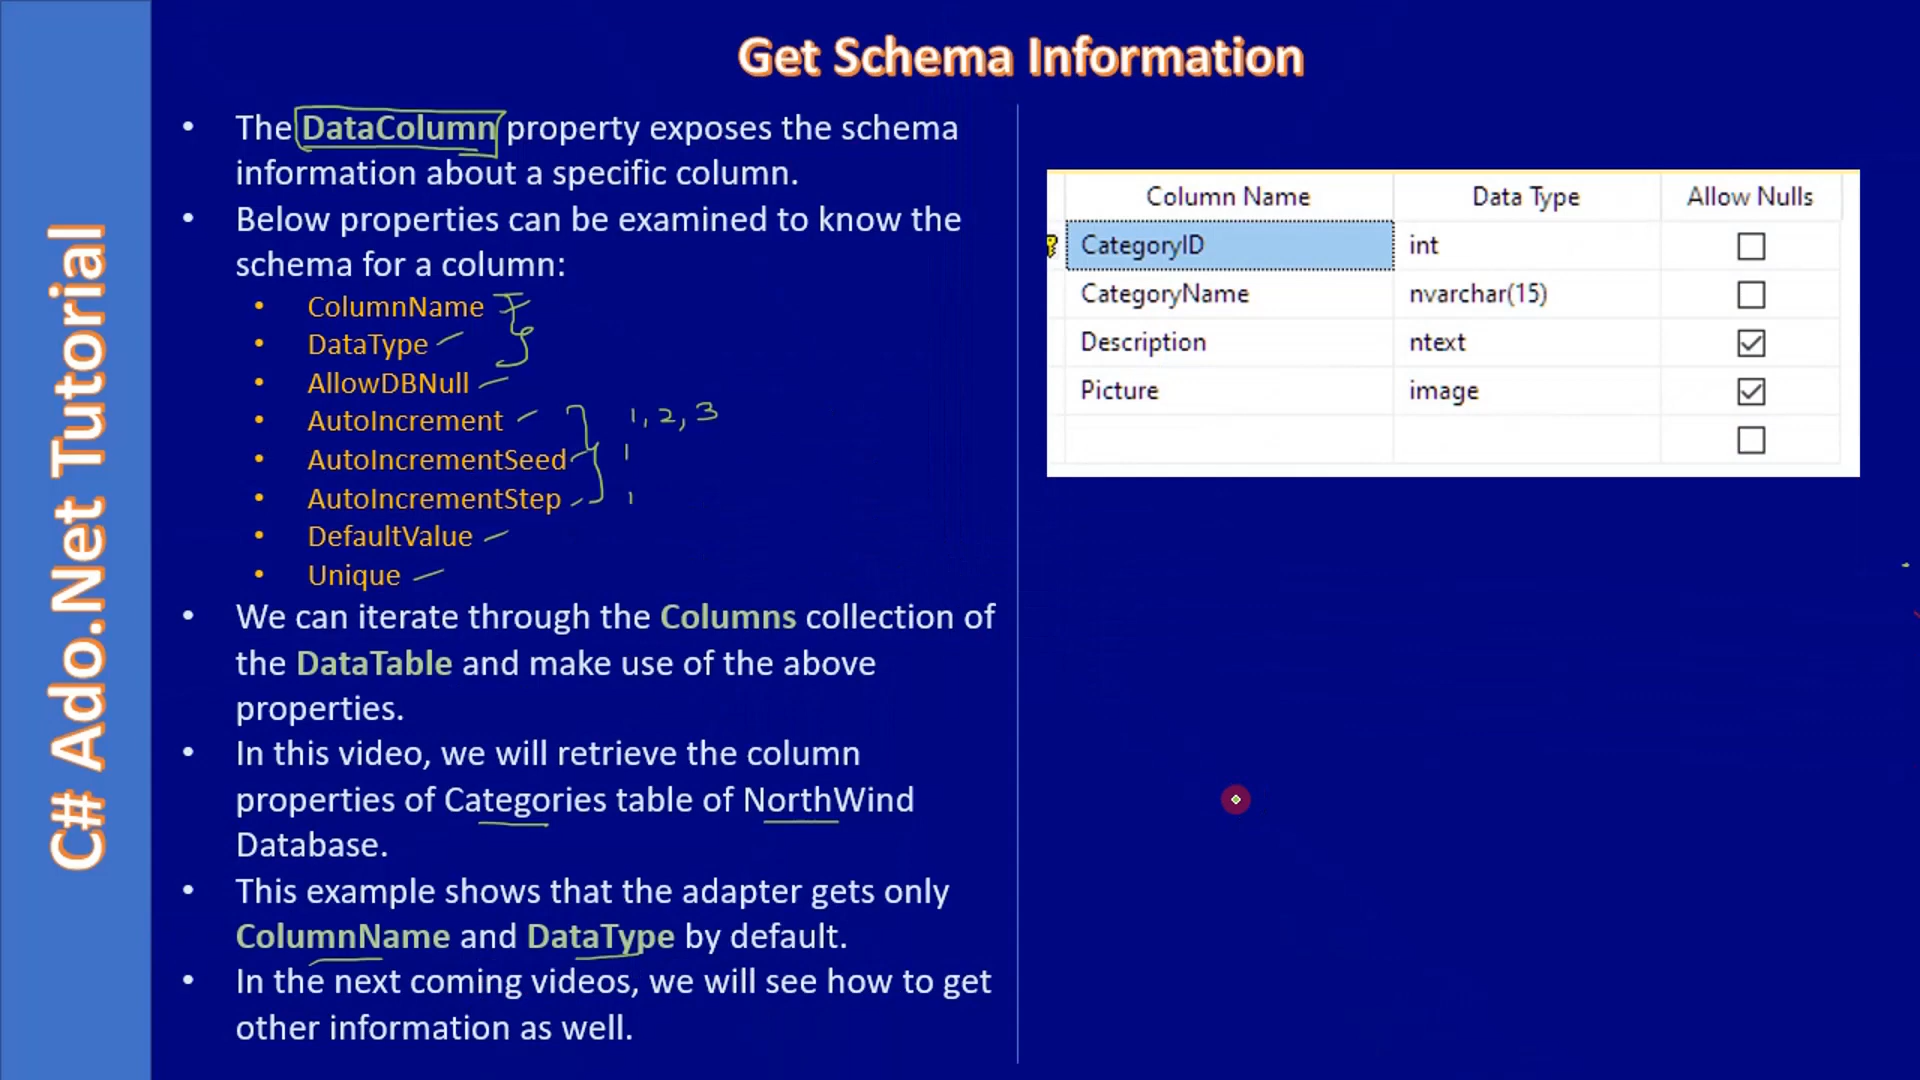 C# Ado.Net Tutorial
Get Schema Information
• The DataColumn property exposes the schema
information about a specific column.
• Below properties can be examined to know the
schema for a column:
• ColumnName
• DataType
• AllowDBNull
• AutoIncrement 1, 2, 3
• AutoIncrementSeed 1
• AutoIncrementStep 1
• DefaultValue
• Unique
• We can iterate through the Columns collection of
the DataTable and make use of the above
properties.
• In this video, we will retrieve the column
properties of Categories table of NorthWind
Database.
• This example shows that the adapter gets only
ColumnName and DataType by default.
• In the next coming videos, we will see how to get
other information as well.
Column Name Data Type Allow Nulls
CategoryID int
CategoryName nvarchar(15)
Description ntext
Picture image